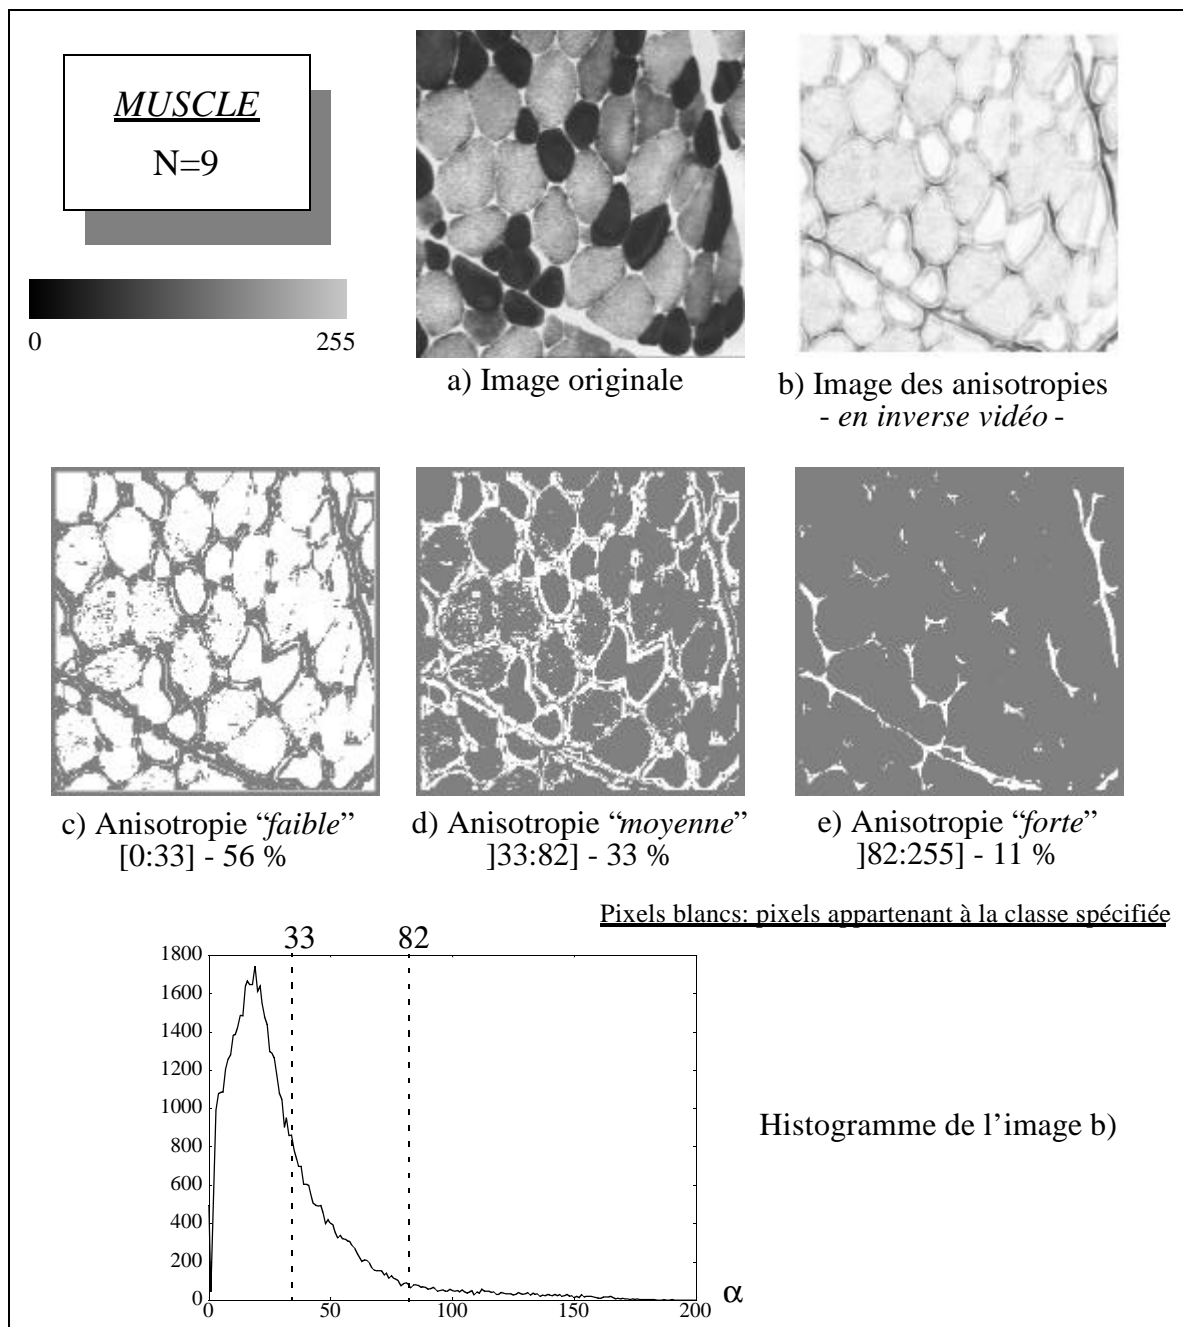 MUSCLE
N=9
0 255
a) Image originale
b) Image des anisotropies
- en inverse vidéo -
c) Anisotropie “faible”
[0:33] - 56 %
d) Anisotropie “moyenne”
]33:82] - 33 %
e) Anisotropie “forte”
]82:255] - 11 %
Pixels blancs: pixels appartenant à la classe spécifiée
33 82
1800
1600
1400
1200
1000
800
600
400
200
0
0 50 100 150 200
α
Histogramme de l’image b)